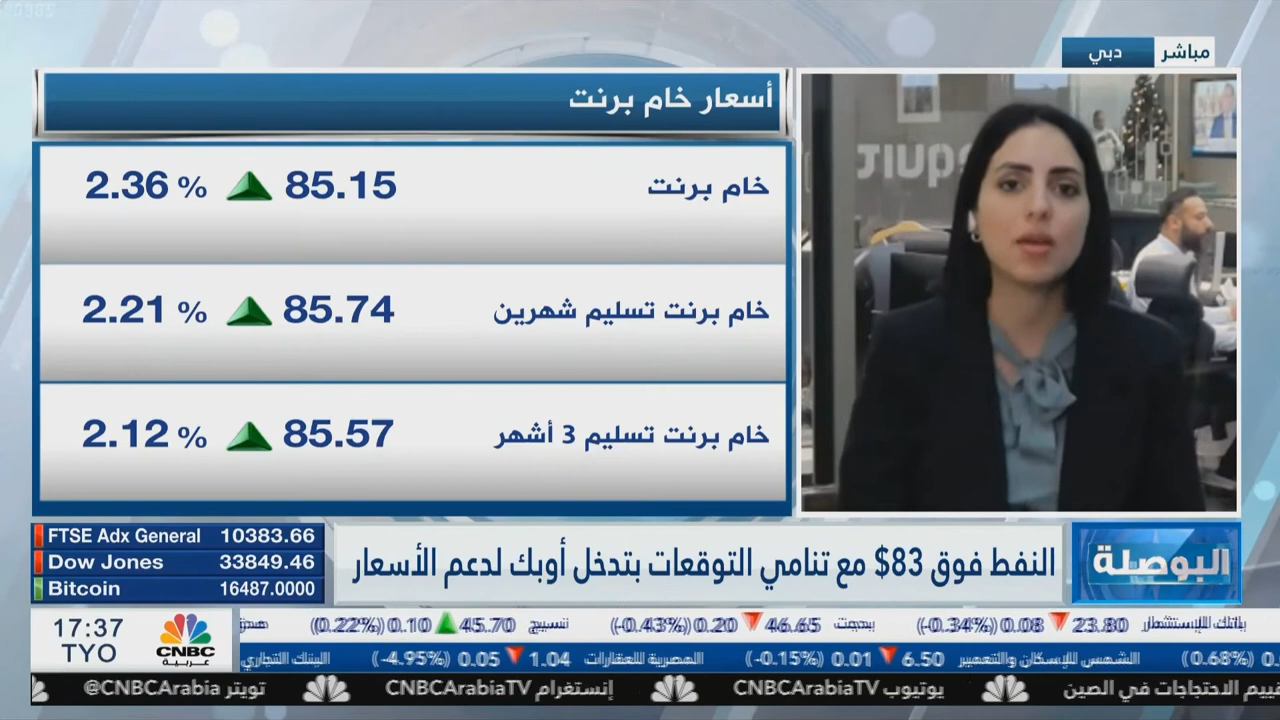 مباشر دبي
أسعار خام برنت
خام برنت 85.15 2.36 %
خام برنت تسليم شهرين 85.74 2.21 %
خام برنت تسليم 3 أشهر 85.57 2.12 %
equit
البوصلة
النفط فوق 83$ مع تنامي التوقعات بتدخل أوبك لدعم الأسعار
FTSE Adx General 10383.66
Dow Jones 33849.46
Bitcoin 16487.0000
23.80 0.08 (-0.34%) بجدت 46.65 0.20 (-0.43%) نسيج 45.70 0.10 (0.22%)
(0.68%) الشمس للإسكان والتعمير 6.50 0.01 (-0.15%) المصرية للعقارات 1.04 0.05 (-4.95%) البنك التجاري
17:37
TYO
CNBC
عربية
تقييم الاحتجاجات في الصين يوتيوب CNBCArabiaTV إنستغرام CNBCArabiaTV تويتر @CNBCArabia